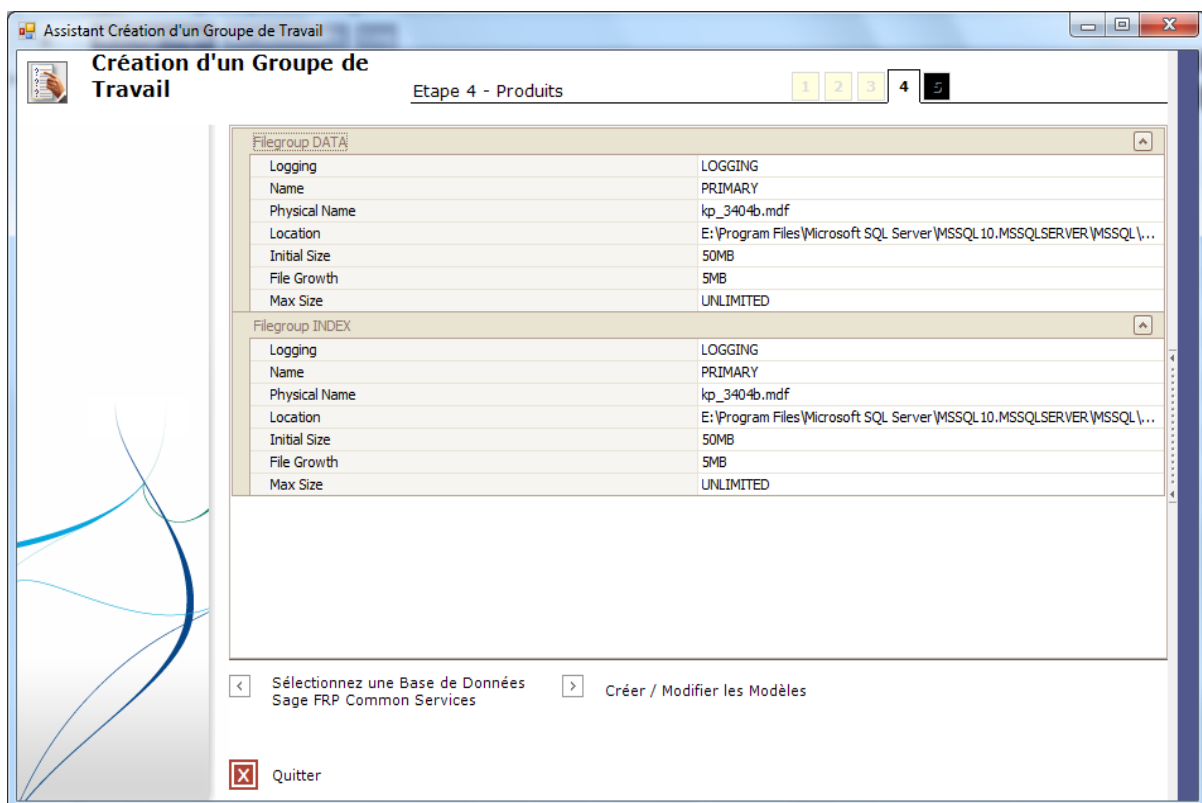 Assistant Création d'un Groupe de Travail
Création d'un Groupe de
Travail
Etape 4 - Produits
1 2 3 4 5
Filegroup DATA
Logging LOGGING
Name PRIMARY
Physical Name kp_3404b.mdf
Location E:\Program Files\Microsoft SQL Server\MSSQL10.MSSQLSERVER\MSSQL\...
Initial Size 50MB
File Growth 5MB
Max Size UNLIMITED
Filegroup INDEX
Logging LOGGING
Name PRIMARY
Physical Name kp_3404b.mdf
Location E:\Program Files\Microsoft SQL Server\MSSQL10.MSSQLSERVER\MSSQL\...
Initial Size 50MB
File Growth 5MB
Max Size UNLIMITED
Sélectionnez une Base de Données
Sage FRP Common Services
Créer / Modifier les Modèles
Quitter